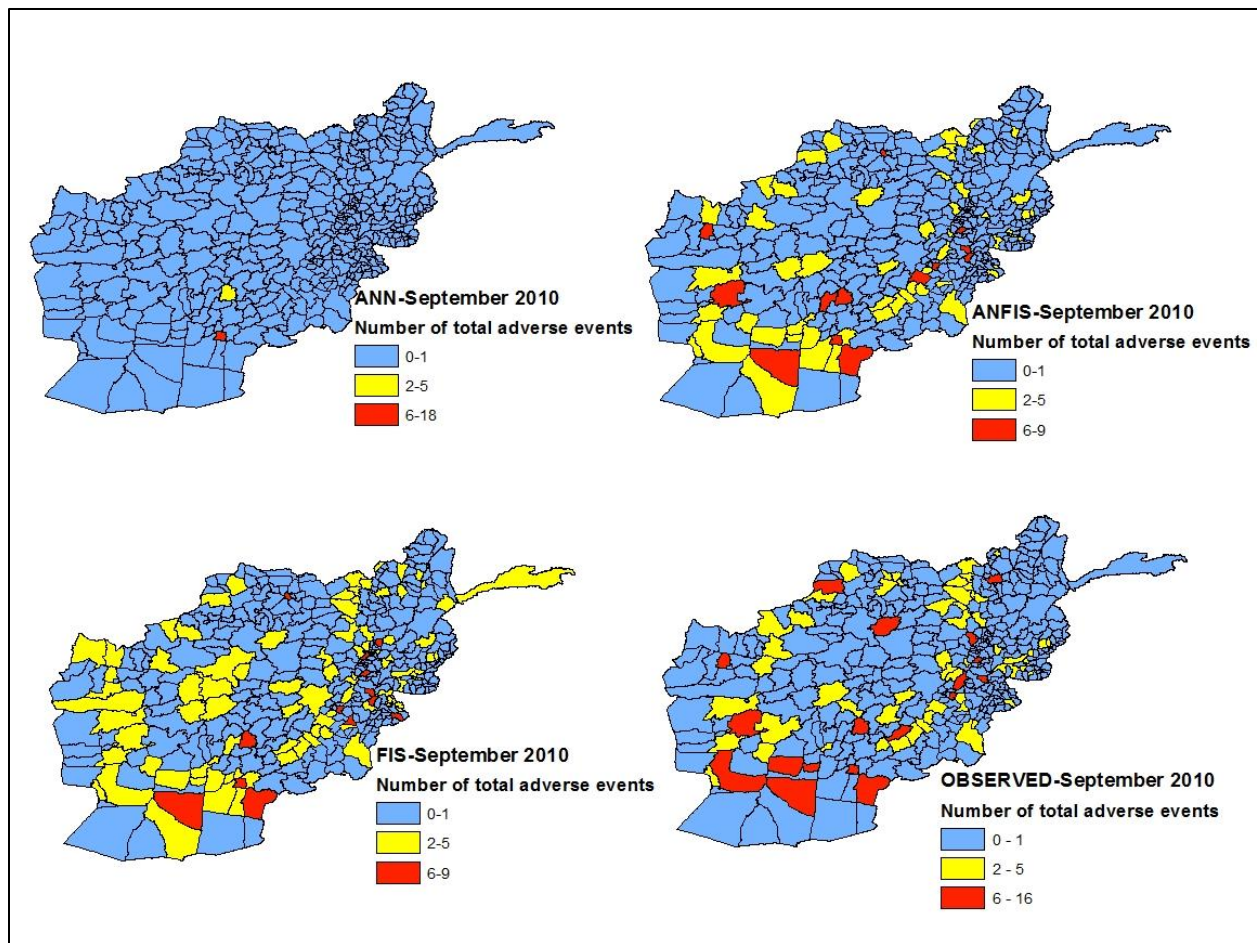 ANN-September 2010
Number of total adverse events
0-1
2-5
6-18
ANFIS-September 2010
Number of total adverse events
0-1
2-5
6-9
FIS-September 2010
Number of total adverse events
0-1
2-5
6-9
OBSERVED-September 2010
Number of total adverse events
0 - 1
2 - 5
6 - 16